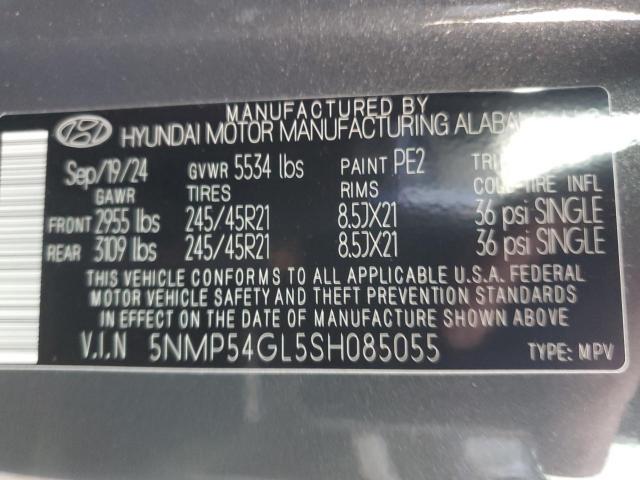 MANUFACTURED BY
HYUNDAI MOTOR MANUFACTURING
Sep/19/24 GVWR 5534 lbs PAINT PE2
GAWR TIRES RIMS TIRE INFL
FRONT 2955 lbs 245/45R21 8.5JX21 36 psi SINGLE
REAR 3109 lbs 245/45R21 8.5JX21 36 psi SINGLE
THIS VEHICLE CONFORMS TO ALL APPLICABLE U.S.A. FEDERAL
MOTOR VEHICLE SAFETY AND THEFT PREVENTION STANDARDS
IN EFFECT ON THE DATE OF MANUFACTURE SHOWN ABOVE.
V.I.N 5NMP54GL5SH085055 TYPE: MPV